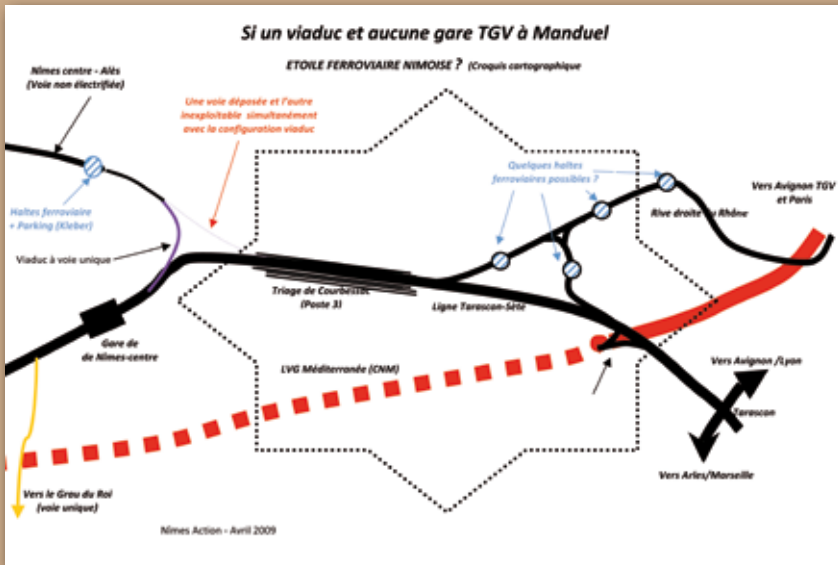 Si un viaduc et aucune gare TGV à Manduel
ETOILE FERROVIAIRE NIMOISE ? (Croquis cartographique
Nîmes centre - Alès
(Voie non électrifiée)
Une voie déposée et l'autre
inexploitable simultanément
avec la configuration viaduc
Quelques haltes
ferroviaires possibles ?
Vers Avignon TGV
et Paris
Haltes ferroviaire
+ Parking (Kleber)
Rive droite du Rhône
Viaduc à voie unique
Triage de Courbessac
(Poste 3)
Ligne Tarascon-Sète
Gare de
de Nîmes-centre
LVG Méditerranée (CNM)
Vers Avignon /Lyon
Tarascon
Vers Arles/Marseille
Vers le Grau du Roi
(voie unique)
Nîmes Action - Avril 2009